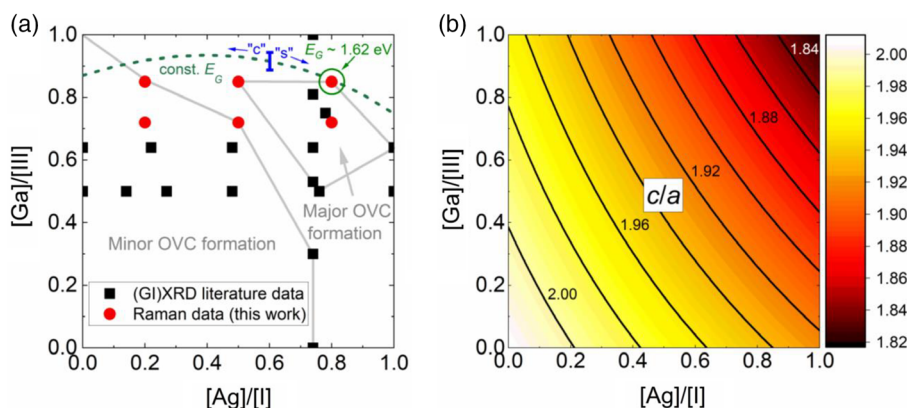 (a)
"c"
"s"
E_G ~ 1.62 eV
const. E_G
Minor OVC formation
Major OVC
formation
(GI)XRD literature data
Raman data (this work)
[Ga]/[III]
1.0
0.8
0.6
0.4
0.2
0.0
0.0 0.2 0.4 0.6 0.8 1.0
[Ag]/[I]
(b)
1.84
1.88
1.92
c/a
1.96
2.00
[Ga]/[III]
1.0
0.8
0.6
0.4
0.2
0.0
0.0 0.2 0.4 0.6 0.8 1.0
[Ag]/[I]
2.00
1.98
1.96
1.94
1.92
1.90
1.88
1.86
1.84
1.82